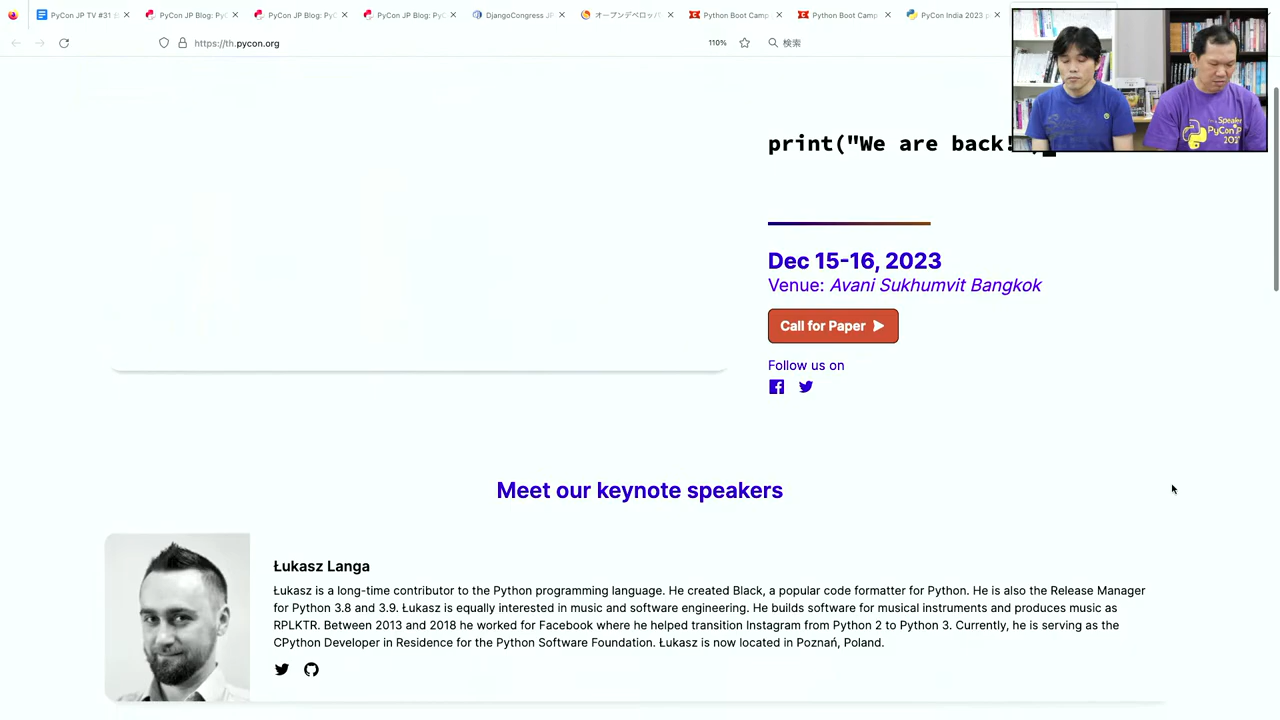 PyCon JP TV #31
PyCon JP Blog: Py
PyCon JP Blog: Py
PyCon JP Blog: Py
DjangoCongress JP
オープンデベロッパ
Python Boot Camp
Python Boot Camp
PyCon India 2023
https://th.pycon.org
110%
検索
print("We are back!
I'm a Speaker
PyCon
Dec 15-16, 2023
Venue: Avani Sukhumvit Bangkok
Call for Paper
Follow us on
Meet our keynote speakers
Łukasz Langa
Łukasz is a long-time contributor to the Python programming language. He created Black, a popular code formatter for Python. He is also the Release Manager
for Python 3.8 and 3.9. Łukasz is equally interested in music and software engineering. He builds software for musical instruments and produces music as
RPLKTR. Between 2013 and 2018 he worked for Facebook where he helped transition Instagram from Python 2 to Python 3. Currently, he is serving as the
CPython Developer in Residence for the Python Software Foundation. Łukasz is now located in Poznań, Poland.